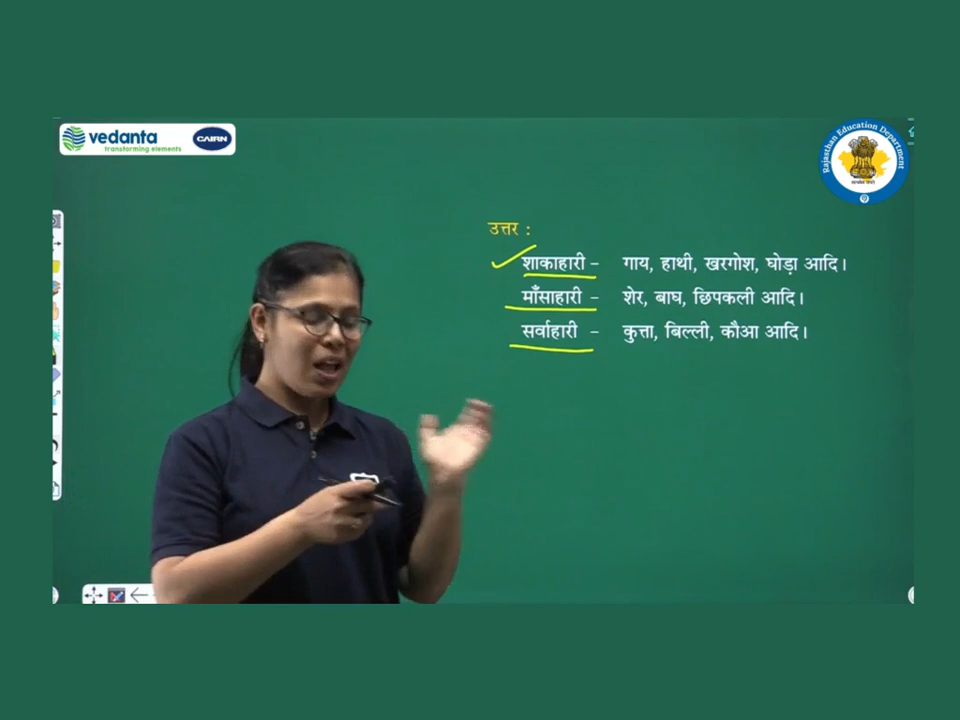 vedanta
transforming elements
CAIRN
Rajasthan Education Department
उत्तर :
शाकाहारी – गाय, हाथी, खरगोश, घोड़ा आदि।
माँसाहारी – शेर, बाघ, छिपकली आदि।
सर्वाहारी – कुत्ता, बिल्ली, कौआ आदि।